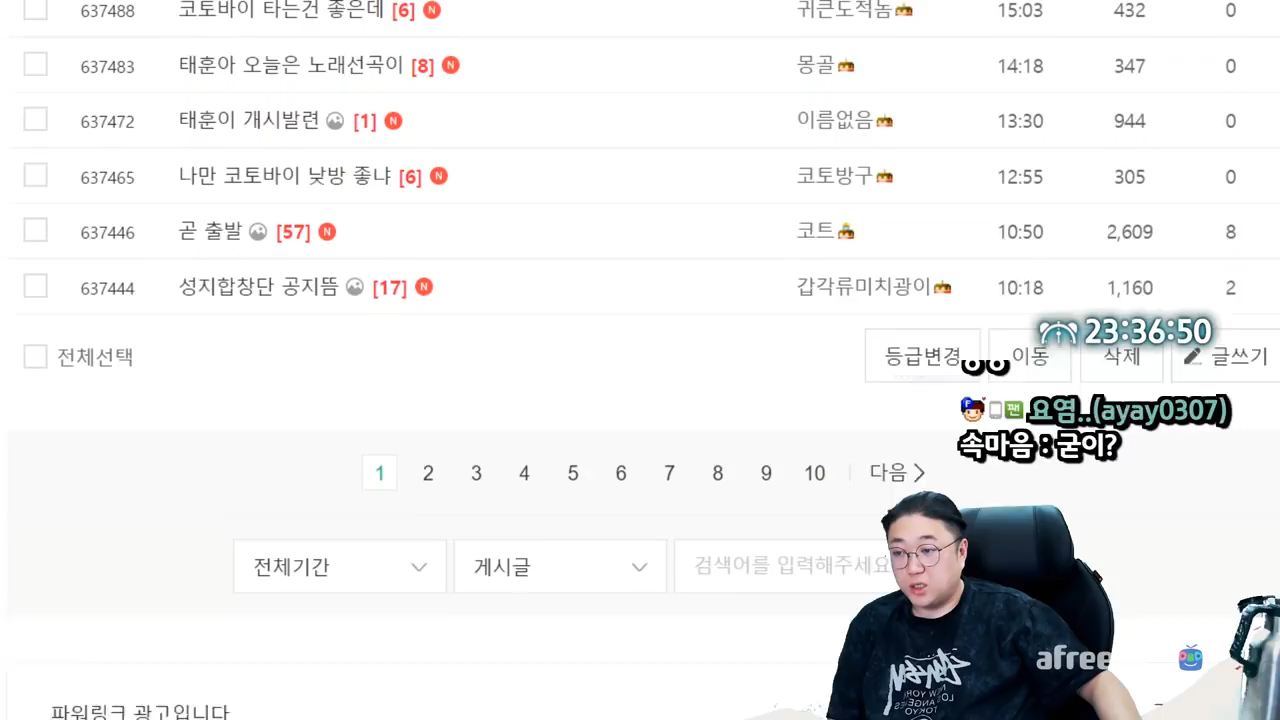 637488 코토바이 타는건 좋은데 [6] N 귀큰도적놈 15:03 432 0
637483 태훈아 오늘은 노래선곡이 [8] N 몽골 14:18 347 0
637472 태훈이 개시발련 [1] N 이름없음 13:30 944 0
637465 나만 코토바이 낮방 좋냐 [6] N 코토방구 12:55 305 0
637446 곧 출발 [57] N 코트 10:50 2,609 8
637444 성지합창단 공지뜸 [17] N 갑각류미치광이 10:18 1,160 2
23:36:50
전체선택 등급변경 이동 삭제 글쓰기
ㅇㅇ
F 팬 요염..(ayay0307)
속마음 : 굳이?
1 2 3 4 5 6 7 8 9 10 다음
전체기간 게시글 검색어를 입력해주세요
afree
NEW YORK
TOKYO
파워링크 광고입니다